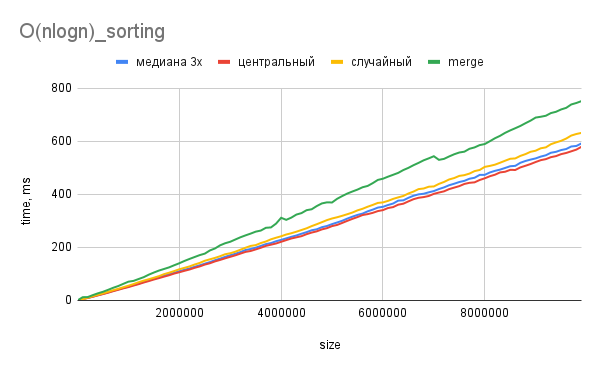 O(nlogn)_sorting
медиана 3х центральный случайный merge
800
600
400
200
0
time, ms
2000000 4000000 6000000 8000000
size